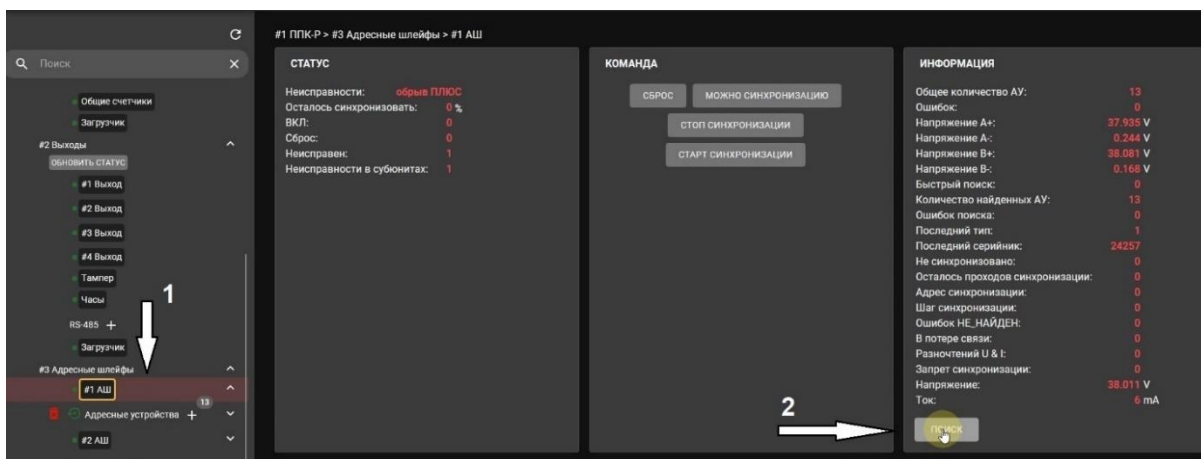 #1 ППК-Р > #3 Адресные шлейфы > #1 АШ
Поиск
Общие счетчики
Загрузчик
#2 Выходы
ОБНОВИТЬ СТАТУС
#1 Выход
#2 Выход
#3 Выход
#4 Выход
Тампер
Часы
1
RS-485 +
Загрузчик
#3 Адресные шлейфы
#1 АШ
Адресные устройства + 13
#2 АШ
СТАТУС
Неисправности: обрыв ПЛЮС
Осталось синхронизовать: 0 %
ВКЛ: 0
Сброс: 0
Неисправен: 1
Неисправности в субюнитах: 1
КОМАНДА
СБРОС МОЖНО СИНХРОНИЗАЦИЮ
СТОП СИНХРОНИЗАЦИИ
СТАРТ СИНХРОНИЗАЦИИ
2
ИНФОРМАЦИЯ
Общее количество АУ: 13
Ошибок: 0
Напряжение А+: 37.935 V
Напряжение А-: 0.244 V
Напряжение В+: 38.081 V
Напряжение В-: 0.168 V
Быстрый поиск: 0
Количество найденных АУ: 13
Ошибок поиска: 0
Последний тип: 1
Последний серийник: 24257
Не синхронизовано: 0
Осталось проходов синхронизации: 0
Адрес синхронизации: 0
Шаг синхронизации: 0
Ошибок НЕ_НАЙДЕН: 0
В потере связи: 0
Разночтений U & I: 0
Запрет синхронизации: 0
Напряжение: 38.011 V
Ток: 6 mA
ПОИСК